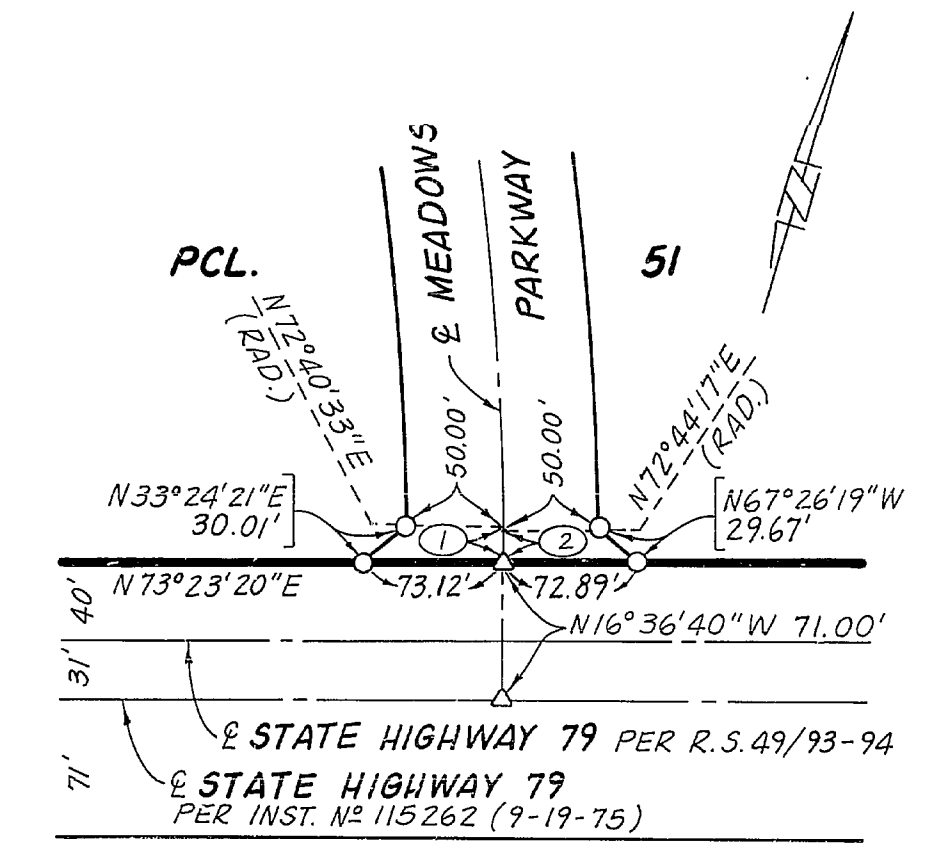 ℄ MEADOWS
PARKWAY
PCL.
51
N72°40'33"E
(RAD.)
N72°44'17"E
(RAD.)
50.00'
50.00'
N33°24'21"E
30.01'
N67°26'19"W
29.67'
1
2
N73°23'20"E
73.12'
72.89'
40'
N16°36'40"W 71.00'
31'
℄ STATE HIGHWAY 79 PER R.S. 49/93-94
71'
℄ STATE HIGHWAY 79
PER INST. Nº 115262 (9-19-75)